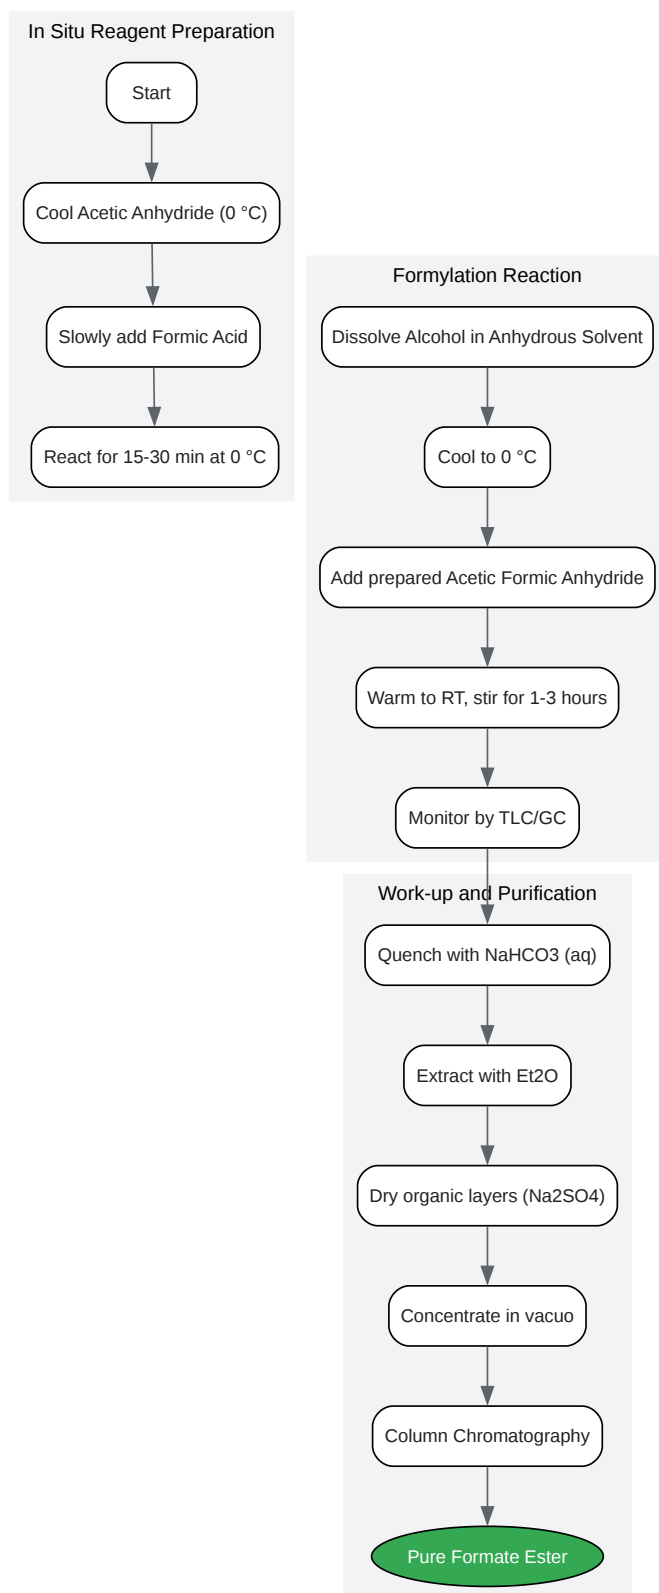 In Situ Reagent Preparation
Start
Cool Acetic Anhydride (0 °C)
Slowly add Formic Acid
React for 15-30 min at 0 °C
Formylation Reaction
Dissolve Alcohol in Anhydrous Solvent
Cool to 0 °C
Add prepared Acetic Formic Anhydride
Warm to RT, stir for 1-3 hours
Monitor by TLC/GC
Work-up and Purification
Quench with NaHCO3 (aq)
Extract with Et2O
Dry organic layers (Na2SO4)
Concentrate in vacuo
Column Chromatography
Pure Formate Ester